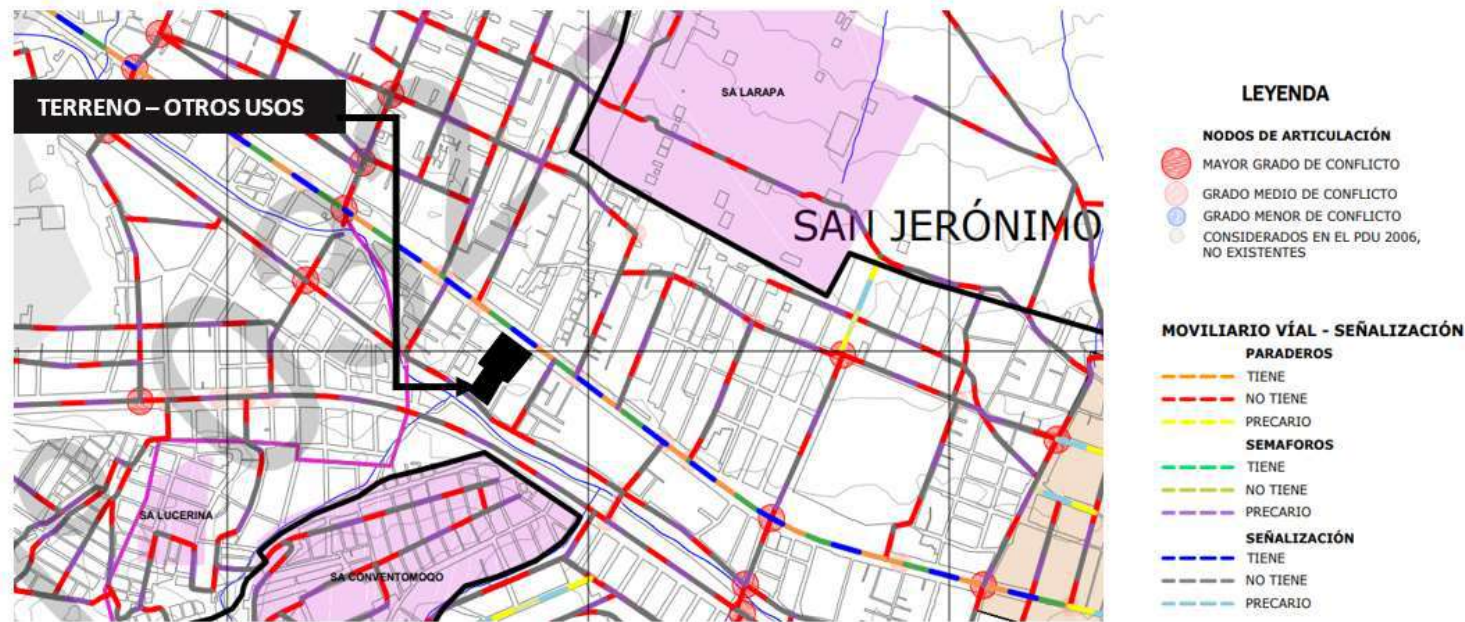 TERRENO – OTROS USOS
SA LARAPA
SAN JERÓNIMO
SA LUCERINA
SA CONVENTOMOQO
LEYENDA
NODOS DE ARTICULACIÓN
MAYOR GRADO DE CONFLICTO
GRADO MEDIO DE CONFLICTO
GRADO MENOR DE CONFLICTO
CONSIDERADOS EN EL PDU 2006,
NO EXISTENTES
MOVILIARIO VÍAL - SEÑALIZACIÓN
PARADEROS
TIENE
NO TIENE
PRECARIO
SEMAFOROS
TIENE
NO TIENE
PRECARIO
SEÑALIZACIÓN
TIENE
NO TIENE
PRECARIO